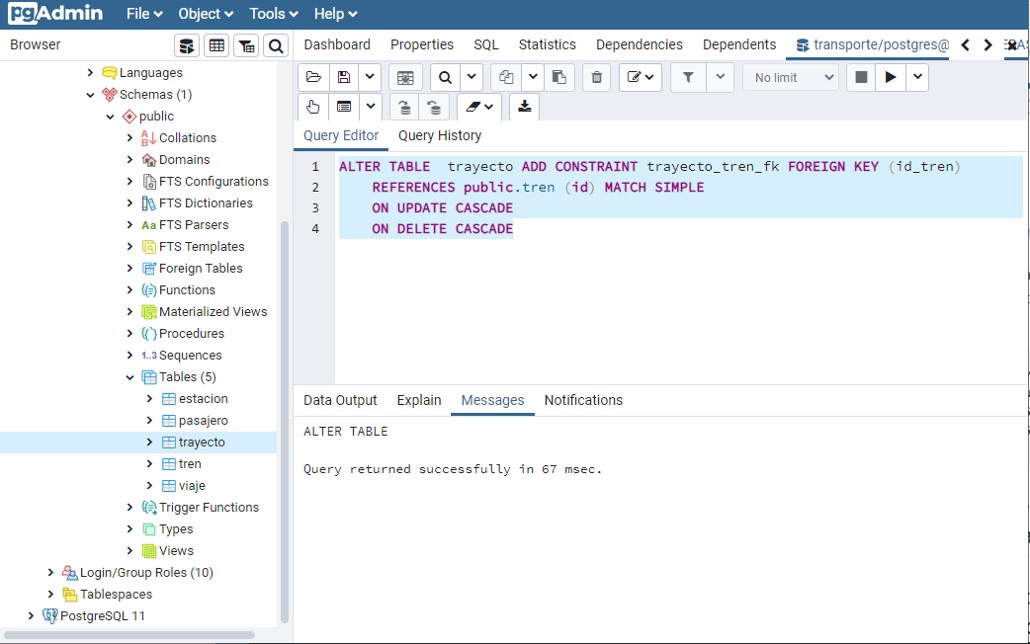 pgAdmin File Object Tools Help
Browser
Dashboard Properties SQL Statistics Dependencies Dependents transporte/postgres@
Languages
Schemas (1)
public
Collations
Domains
FTS Configurations
FTS Dictionaries
Aa FTS Parsers
FTS Templates
Foreign Tables
Functions
Materialized Views
Procedures
1..3 Sequences
Tables (5)
estacion
pasajero
trayecto
tren
viaje
Trigger Functions
Types
Views
Login/Group Roles (10)
Tablespaces
PostgreSQL 11
No limit
Query Editor Query History
1 ALTER TABLE  trayecto ADD CONSTRAINT trayecto_tren_fk FOREIGN KEY (id_tren)
2     REFERENCES public.tren (id) MATCH SIMPLE
3     ON UPDATE CASCADE
4     ON DELETE CASCADE
Data Output Explain Messages Notifications
ALTER TABLE
Query returned successfully in 67 msec.